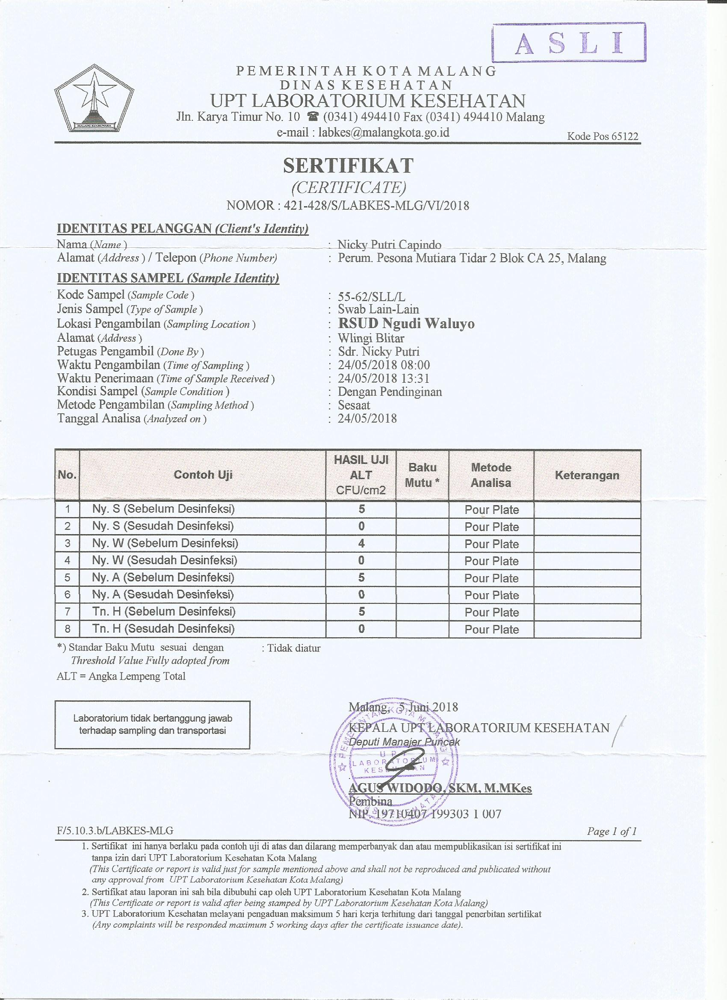 A S L I
PEMERINTAH KOTA MALANG
DINAS KESEHATAN
UPT LABORATORIUM KESEHATAN
Jln. Karya Timur No. 10 ☎ (0341) 494410 Fax (0341) 494410 Malang
e-mail : labkes@malangkota.go.id
Kode Pos 65122
MALANG KUCECWARA
SERTIFIKAT
(CERTIFICATE)
NOMOR : 421-428/S/LABKES-MLG/VI/2018
IDENTITAS PELANGGAN (Client's Identity)
Nama (Name ) : Nicky Putri Capindo
Alamat (Address ) / Telepon (Phone Number) : Perum. Pesona Mutiara Tidar 2 Blok CA 25, Malang
IDENTITAS SAMPEL (Sample Identity)
Kode Sampel (Sample Code ) : 55-62/SLL/L
Jenis Sampel (Type of Sample ) : Swab Lain-Lain
Lokasi Pengambilan (Sampling Location ) : RSUD Ngudi Waluyo
Alamat (Address ) : Wlingi Blitar
Petugas Pengambil (Done By ) : Sdr. Nicky Putri
Waktu Pengambilan (Time of Sampling ) : 24/05/2018 08:00
Waktu Penerimaan (Time of Sample Received ) : 24/05/2018 13:31
Kondisi Sampel (Sample Condition ) : Dengan Pendinginan
Metode Pengambilan (Sampling Method ) : Sesaat
Tanggal Analisa (Analyzed on ) : 24/05/2018
No. Contoh Uji HASIL UJI ALT CFU/cm2 Baku Mutu * Metode Analisa Keterangan
1 Ny. S (Sebelum Desinfeksi) 5 Pour Plate
2 Ny. S (Sesudah Desinfeksi) 0 Pour Plate
3 Ny. W (Sebelum Desinfeksi) 4 Pour Plate
4 Ny. W (Sesudah Desinfeksi) 0 Pour Plate
5 Ny. A (Sebelum Desinfeksi) 5 Pour Plate
6 Ny. A (Sesudah Desinfeksi) 0 Pour Plate
7 Tn. H (Sebelum Desinfeksi) 5 Pour Plate
8 Tn. H (Sesudah Desinfeksi) 0 Pour Plate
*) Standar Baku Mutu sesuai dengan : Tidak diatur
Threshold Value Fully adopted from
ALT = Angka Lempeng Total
Laboratorium tidak bertanggung jawab
terhadap sampling dan transportasi
Malang, 5 Juni 2018
KEPALA UPT LABORATORIUM KESEHATAN
Deputi Manajer Puncak
PEMERINTAH KOTA MALANG
UPT
LABORATORIUM
KESEHATAN
DINAS KESEHATAN
AGUS WIDODO, SKM, M.MKes
Pembina
NIP. 19710407 199303 1 007
F/5.10.3.b/LABKES-MLG
Page 1 of 1
1. Sertifikat ini hanya berlaku pada contoh uji di atas dan dilarang memperbanyak dan atau mempublikasikan isi sertifikat ini
tanpa izin dari UPT Laboratorium Kesehatan Kota Malang
(This Certificate or report is valid just for sample mentioned above and shall not be reproduced and publicated without
any approval from UPT Laboratorium Kesehatan Kota Malang)
2. Sertifikat atau laporan ini sah bila dibubuhi cap oleh UPT Laboratorium Kesehatan Kota Malang
(This Certificate or report is valid after being stamped by UPT Laboratorium Kesehatan Kota Malang)
3. UPT Laboratorium Kesehatan melayani pengaduan maksimum 5 hari kerja terhitung dari tanggal penerbitan sertifikat
(Any complaints will be responded maximum 5 working days after the certificate issuance date).